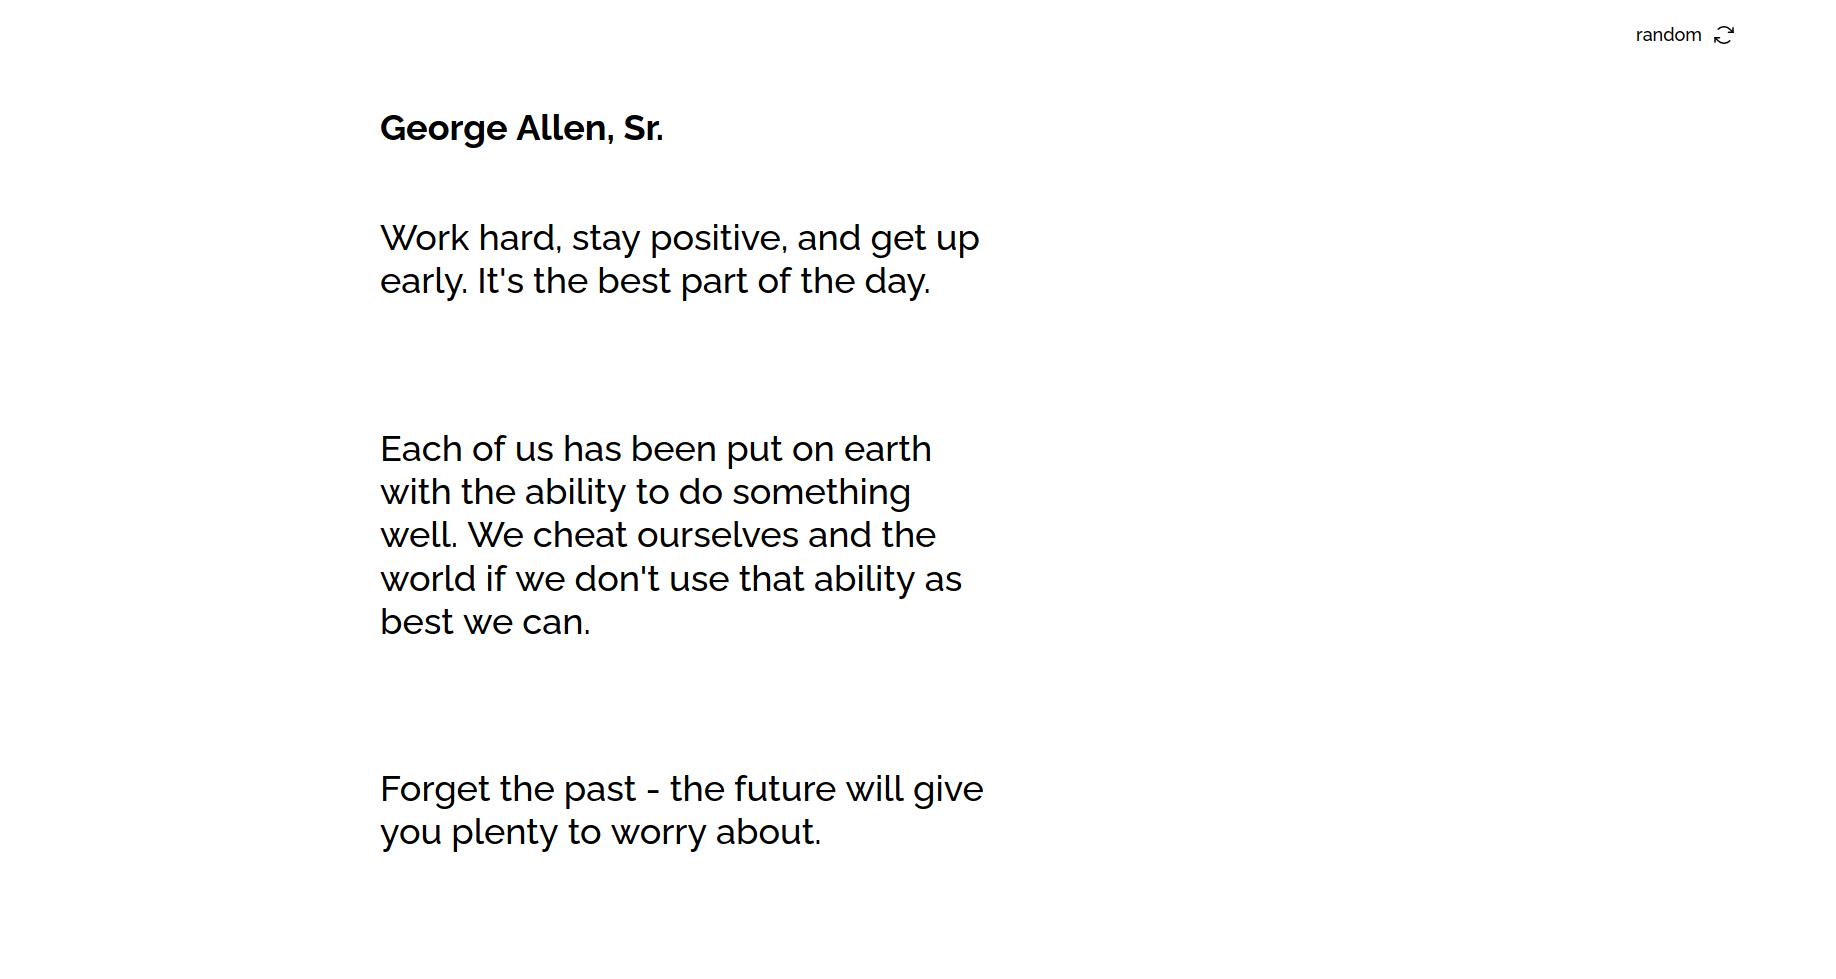 random
George Allen, Sr.
Work hard, stay positive, and get up
early. It's the best part of the day.
Each of us has been put on earth
with the ability to do something
well. We cheat ourselves and the
world if we don't use that ability as
best we can.
Forget the past - the future will give
you plenty to worry about.